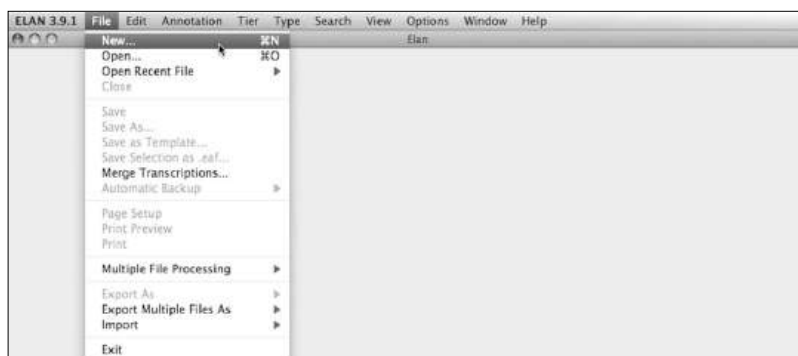 ELAN 3.9.1 File Edit Annotation Tier Type Search View Options Window Help
Elan
New... ⌘N
Open... ⌘O
Open Recent File
Close
Save
Save As...
Save as Template...
Save Selection as .eaf...
Merge Transcriptions...
Automatic Backup
Page Setup
Print Preview
Print
Multiple File Processing
Export As
Export Multiple Files As
Import
Exit